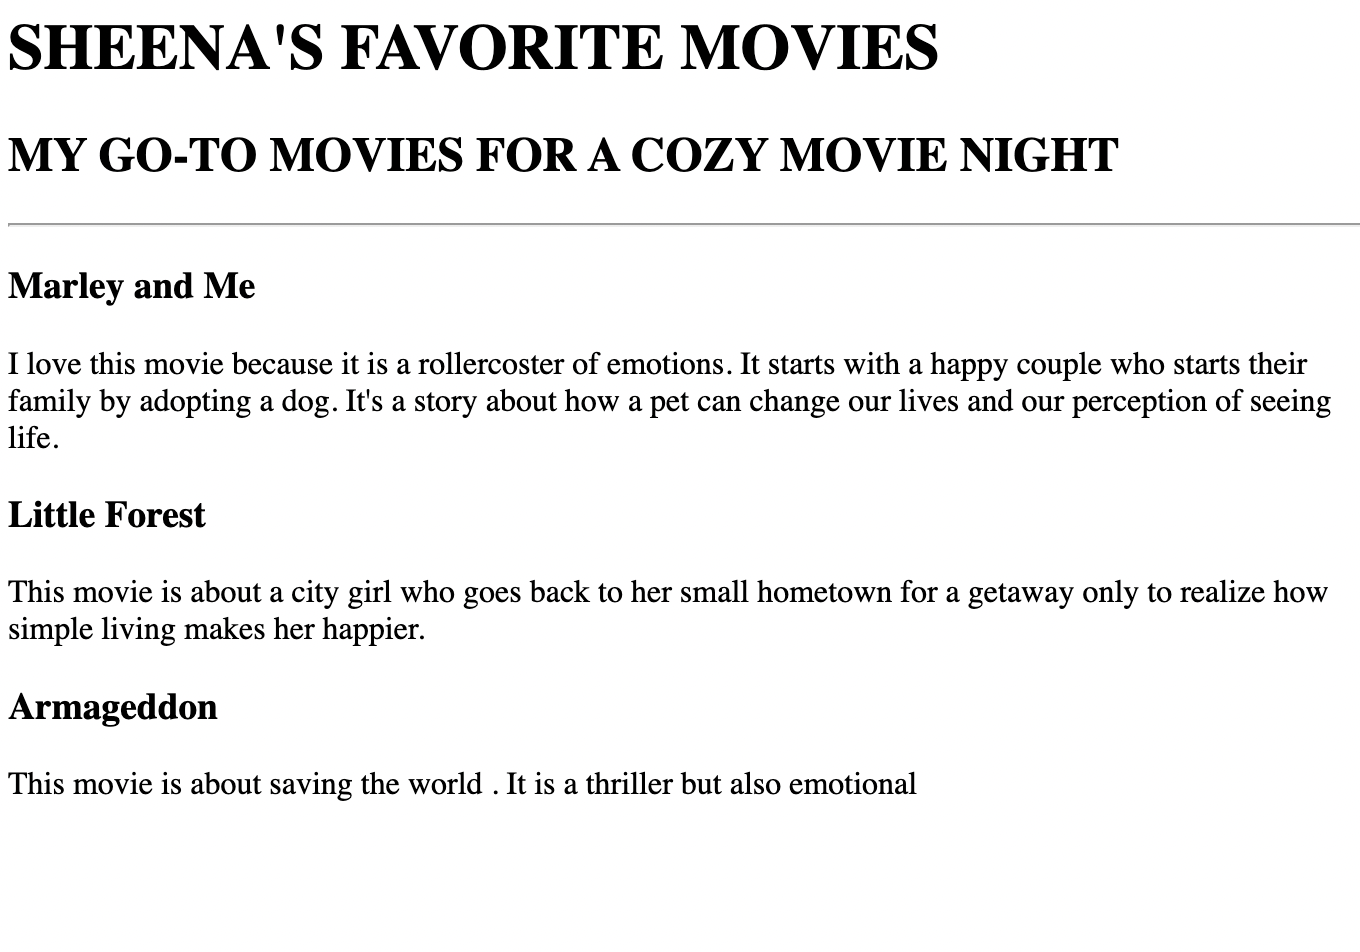 SHEENA'S FAVORITE MOVIES
MY GO-TO MOVIES FOR A COZY MOVIE NIGHT
Marley and Me
I love this movie because it is a rollercoster of emotions. It starts with a happy couple who starts their
family by adopting a dog. It's a story about how a pet can change our lives and our perception of seeing
life.
Little Forest
This movie is about a city girl who goes back to her small hometown for a getaway only to realize how
simple living makes her happier.
Armageddon
This movie is about saving the world . It is a thriller but also emotional